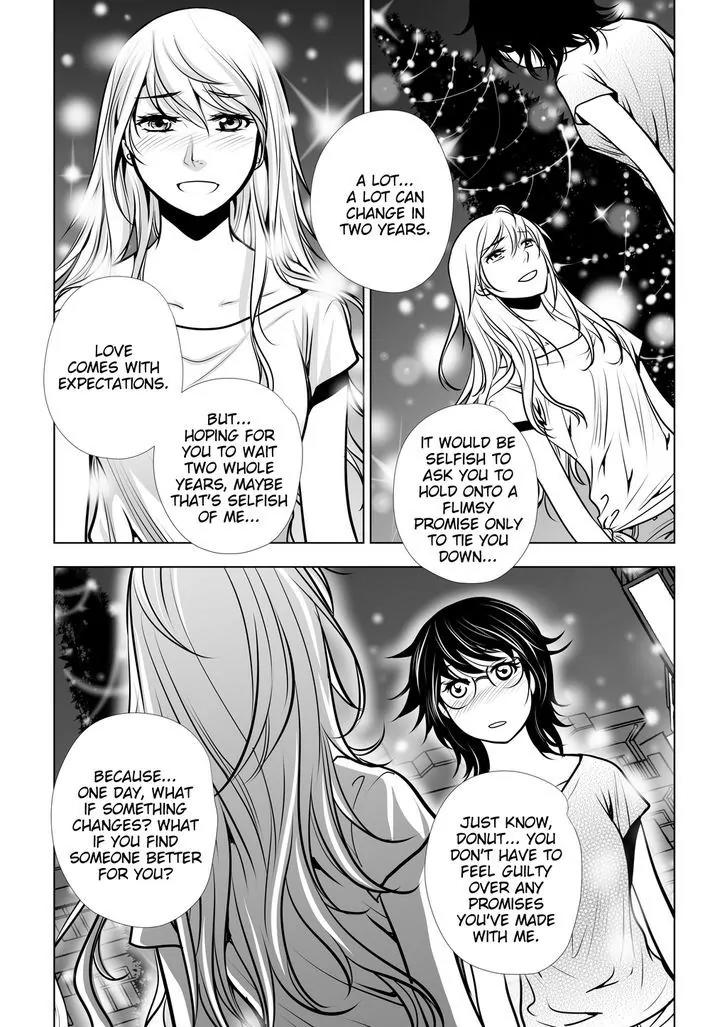 LOVE
COMES WITH
EXPECTATIONS.
BUT...
HOPING FOR
YOU TO WAIT
TWO WHOLE
YEARS, MAYBE
THAT'S SELFISH
OF ME...
A LOT...
A LOT CAN
CHANGE IN
TWO YEARS.
IT WOULD BE
SELFISH TO
ASK YOU TO
HOLD ONTO A
FLIMSY
PROMISE ONLY
TO TIE YOU
DOWN...
BECAUSE...
ONE DAY, WHAT
IF SOMETHING
CHANGES? WHAT
IF YOU FIND
SOMEONE BETTER
FOR YOU?
JUST KNOW,
DONUT... YOU
DON'T HAVE TO
FEEL GUILTY
OVER ANY
PROMISES
YOU'VE MADE
WITH ME.